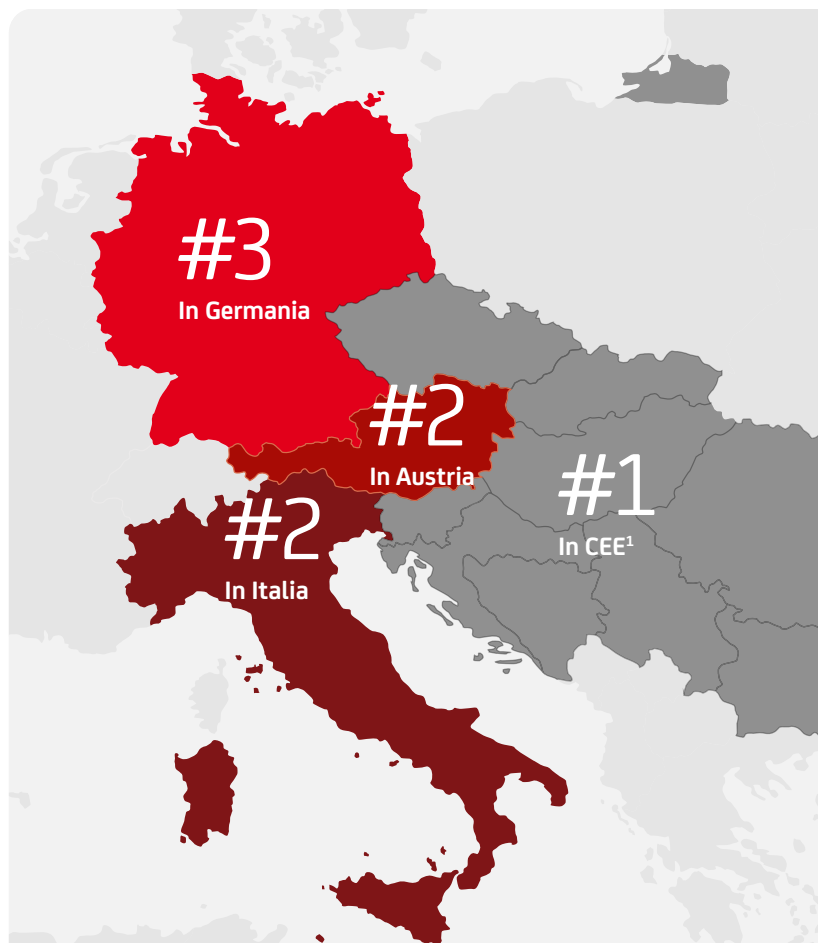 #3
In Germania
#2
In Austria
#1
In CEE¹
#2
In Italia